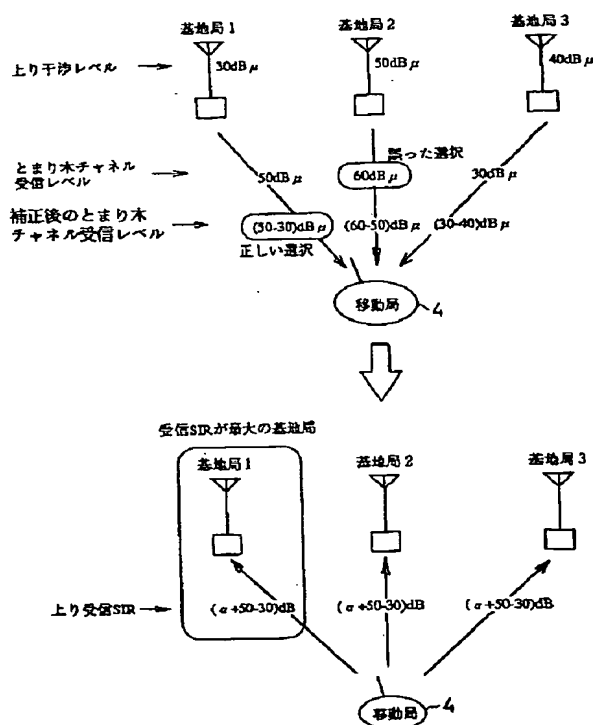 基地局1
基地局2
基地局3
上り干渉レベル
30dBμ
50dBμ
40dBμ
とまり木チャネル
受信レベル
50dBμ
誤った選択
60dBμ
30dBμ
補正後のとまり木
チャネル受信レベル
(50-30)dBμ
(60-50)dBμ
(30-40)dBμ
正しい選択
移動局
4
受信SIRが最大の基地局
基地局1
基地局2
基地局3
上り受信SIR
(α+50-30)dB
(α+50-30)dB
(α+50-30)dB
移動局
4